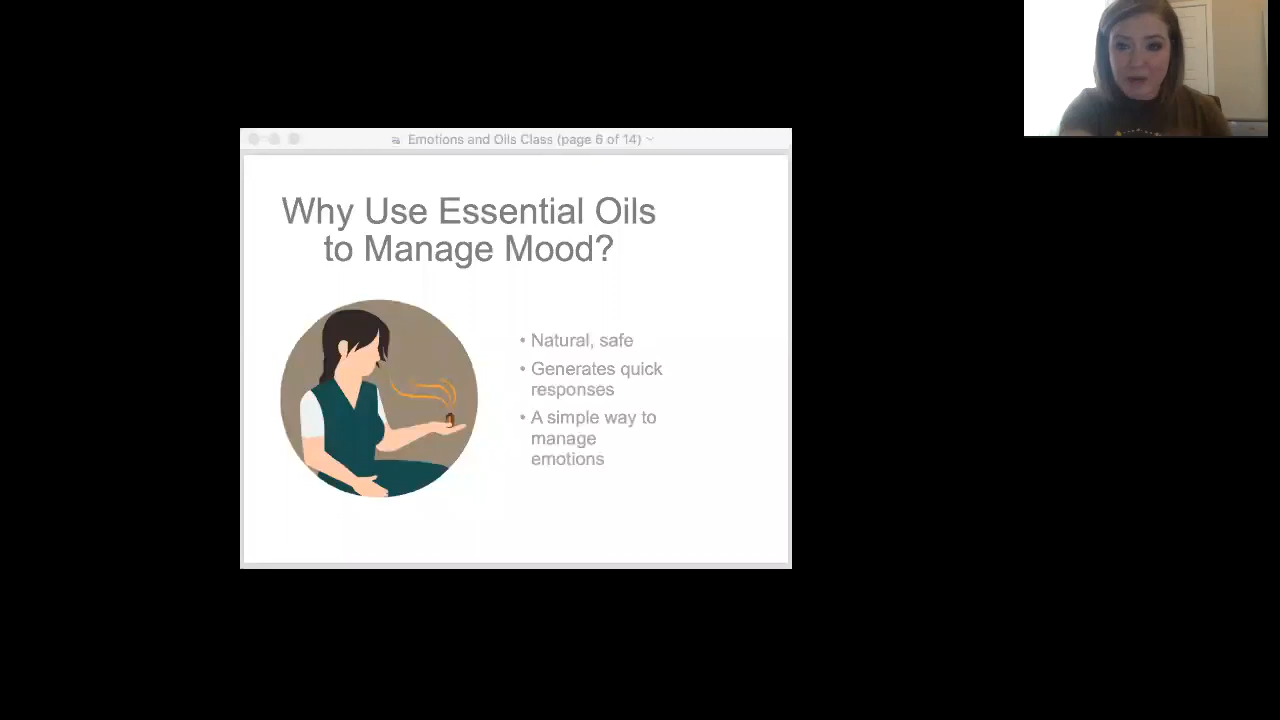 Emotions and Oils Class (page 6 of 14)
Why Use Essential Oils
to Manage Mood?
• Natural, safe
• Generates quick
responses
• A simple way to
manage
emotions